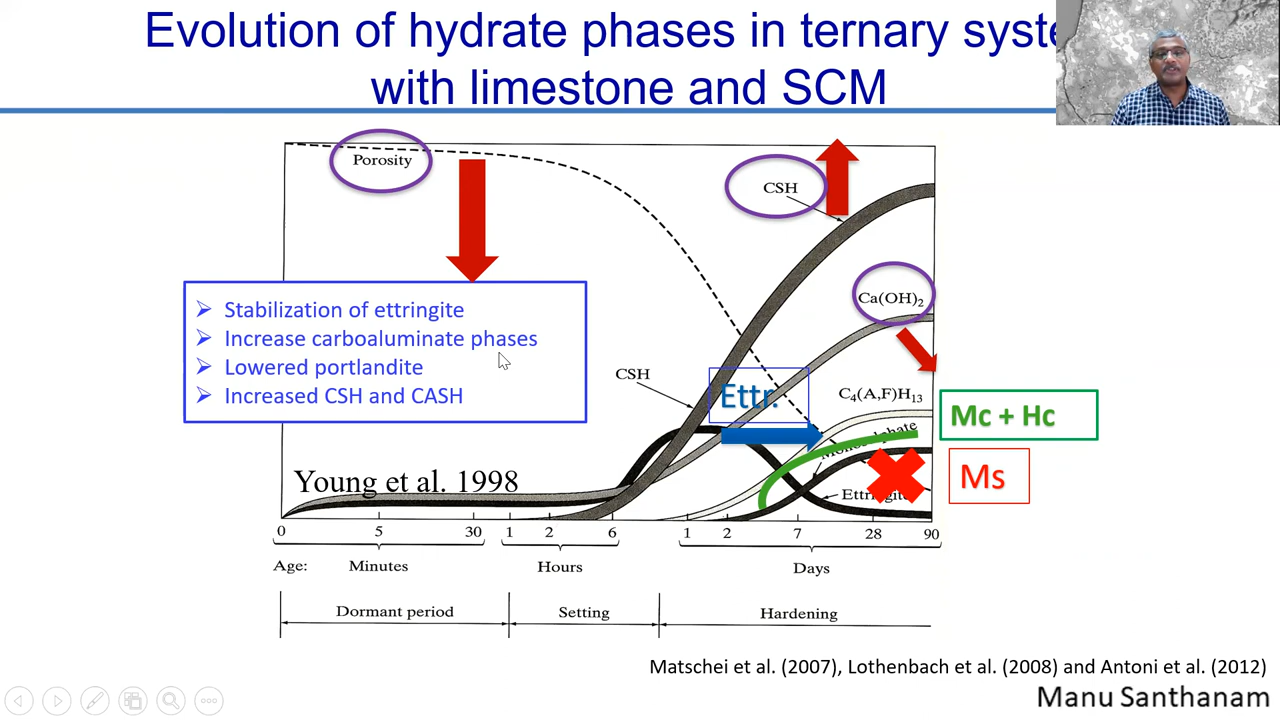 Evolution of hydrate phases in ternary syste
with limestone and SCM
Porosity
CSH
Ca(OH)2
➢ Stabilization of ettringite
➢ Increase carboaluminate phases
➢ Lowered portlandite
➢ Increased CSH and CASH
CSH
Ettr.
C4(A,F)H13
Mc + Hc
Ms
Young et al. 1998
0 5 30 1 2 6 1 2 7 28 90
Age: Minutes Hours Days
Dormant period Setting Hardening
Matschei et al. (2007), Lothenbach et al. (2008) and Antoni et al. (2012)
Manu Santhanam